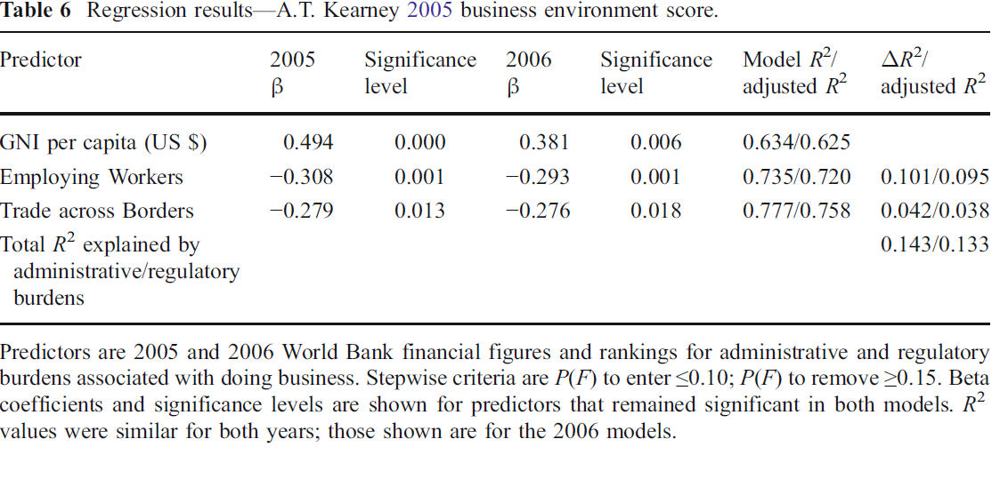 Table 6 Regression results—A.T. Kearney 2005 business environment score.
Predictor 2005 β Significance level 2006 β Significance level Model R²/ adjusted R² ΔR²/ adjusted R²
GNI per capita (US $) 0.494 0.000 0.381 0.006 0.634/0.625
Employing Workers −0.308 0.001 −0.293 0.001 0.735/0.720 0.101/0.095
Trade across Borders −0.279 0.013 −0.276 0.018 0.777/0.758 0.042/0.038
Total R² explained by 0.143/0.133
administrative/regulatory
burdens
Predictors are 2005 and 2006 World Bank financial figures and rankings for administrative and regulatory
burdens associated with doing business. Stepwise criteria are P(F) to enter ≤0.10; P(F) to remove ≥0.15. Beta
coefficients and significance levels are shown for predictors that remained significant in both models. R²
values were similar for both years; those shown are for the 2006 models.